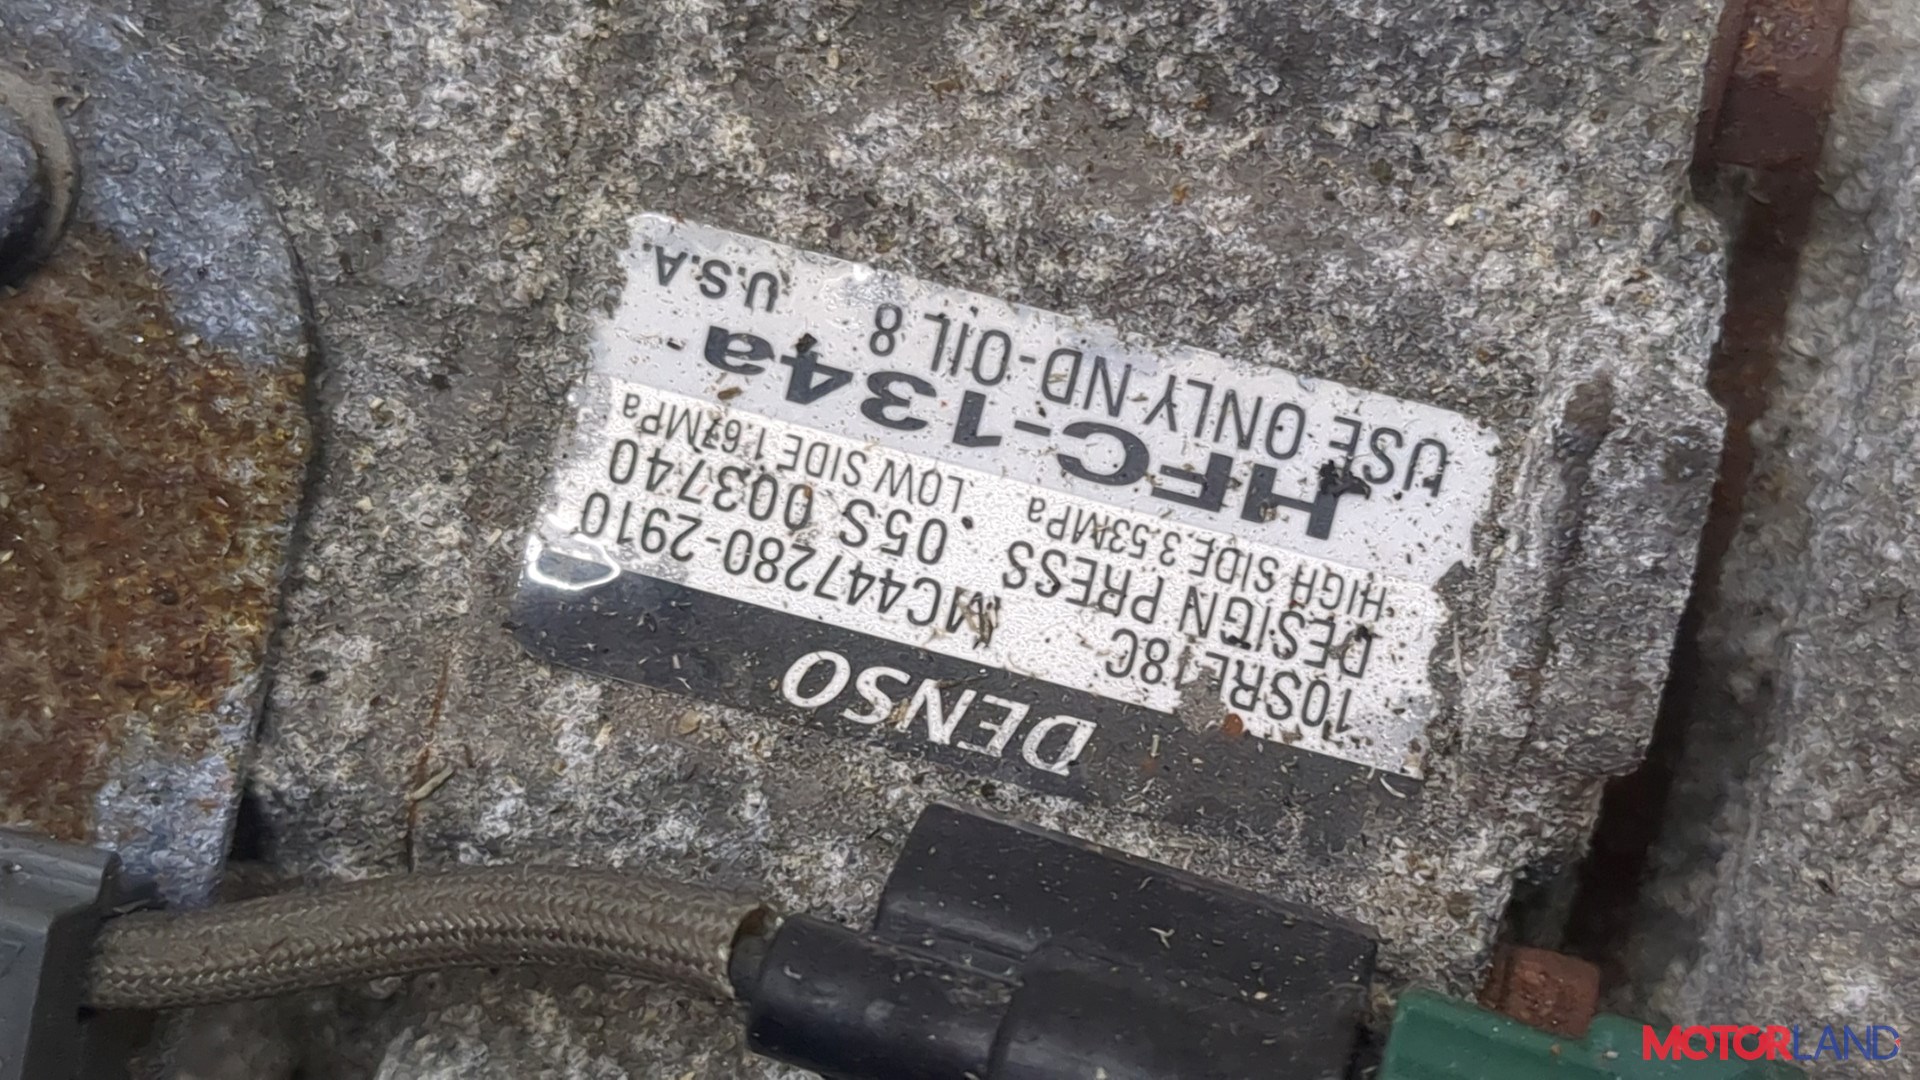 DENSO
10SRE18C MC447280-2910
DESIGN PRESS 05S 003740
HIGH SIDE 3.53MPa LOW SIDE 1.67MPa
HFC-134a
USE ONLY ND-OIL 8 U.S.A.
MOTORLAND